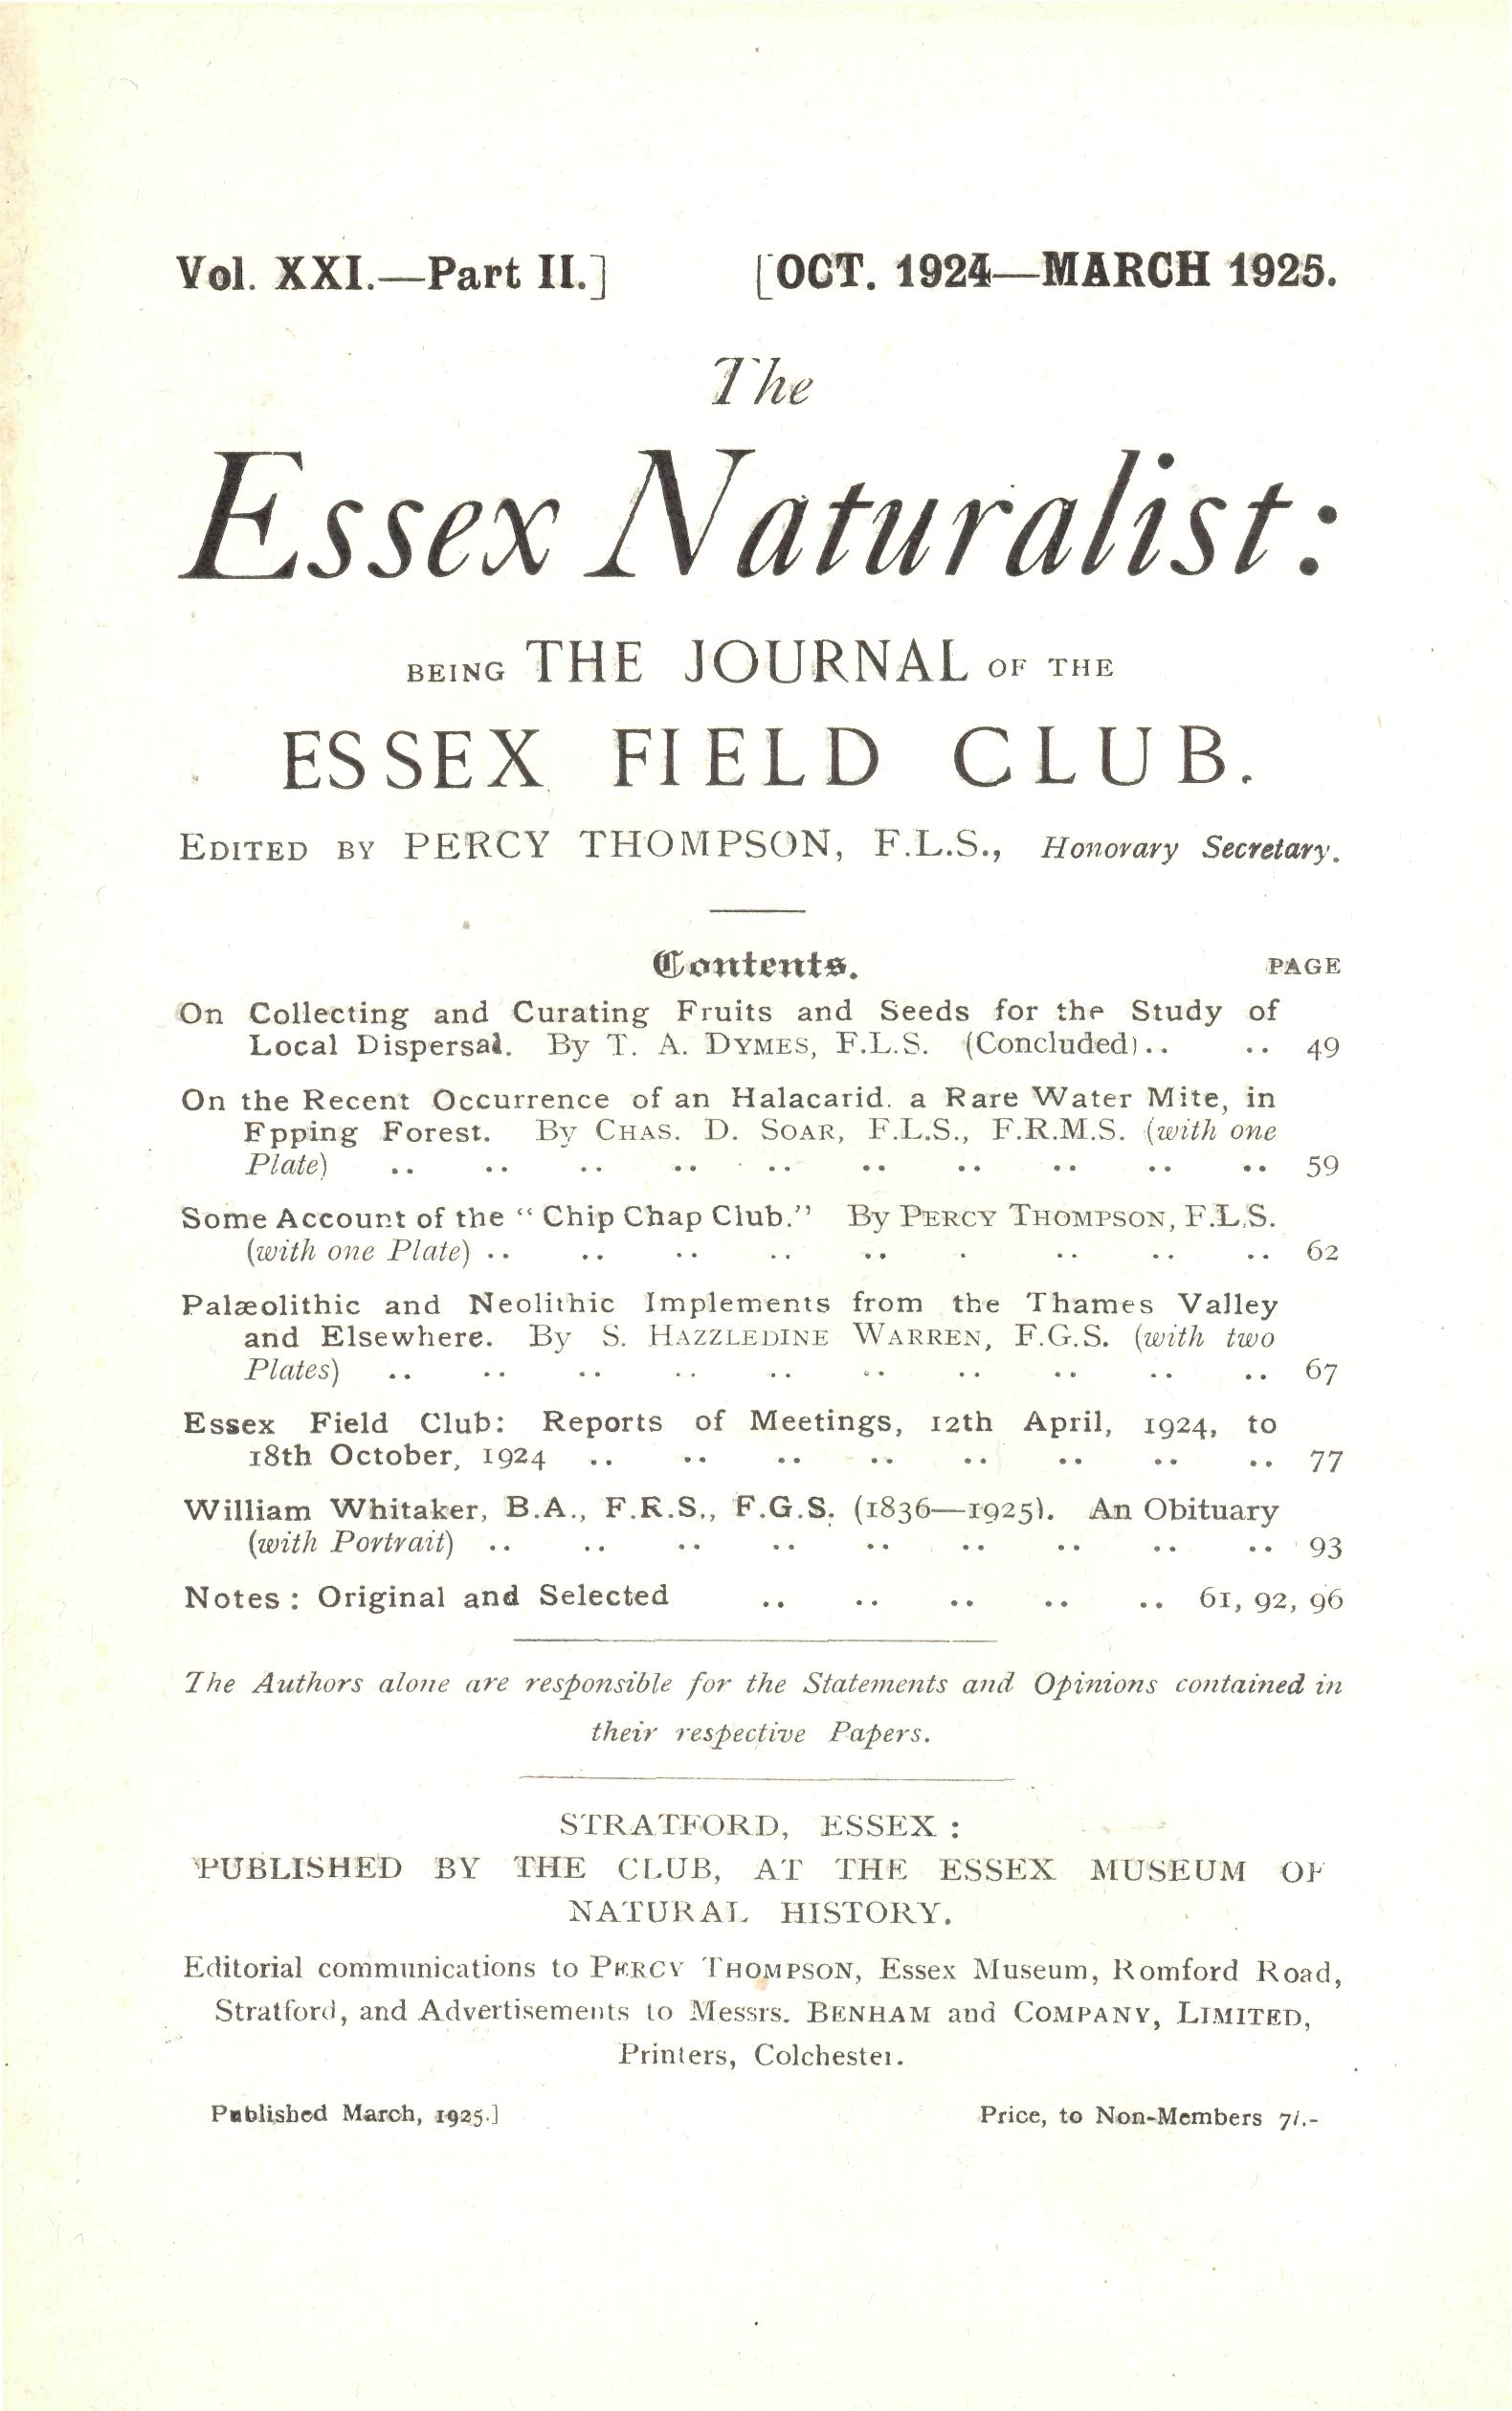 Vol. XXI.—Part II.] [OCT. 1924—MARCH 1925.
The
Essex Naturalist:
BEING THE JOURNAL OF THE
ESSEX FIELD CLUB.
EDITED BY PERCY THOMPSON, F.L.S., Honorary Secretary.
Contents. PAGE
On Collecting and Curating Fruits and Seeds for the Study of
Local Dispersal. By T. A. DYMES, F.L.S. (Concluded).. .. 49
On the Recent Occurrence of an Halacarid. a Rare Water Mite, in
Epping Forest. By CHAS. D. SOAR, F.L.S., F.R.M.S. (with one
Plate) .. .. .. .. .. .. .. .. .. .. 59
Some Account of the "Chip Chap Club." By PERCY THOMPSON, F.L.S.
(with one Plate) .. .. .. .. .. . .. .. .. 62
Palæolithic and Neolithic Implements from the Thames Valley
and Elsewhere. By S. HAZZLEDINE WARREN, F.G.S. (with two
Plates) .. .. .. .. .. .. .. .. .. .. 67
Essex Field Club: Reports of Meetings, 12th April, 1924, to
18th October, 1924 .. .. .. .. .. .. .. .. 77
William Whitaker, B.A., F.R.S., F.G.S. (1836—1925). An Obituary
(with Portrait) .. .. .. .. .. .. .. .. .. 93
Notes: Original and Selected .. .. .. .. .. 61, 92, 96
The Authors alone are responsible for the Statements and Opinions contained in
their respective Papers.
STRATFORD, ESSEX:
PUBLISHED BY THE CLUB, AT THE ESSEX MUSEUM OF
NATURAL HISTORY.
Editorial communications to PERCY THOMPSON, Essex Museum, Romford Road,
Stratford, and Advertisements to Messrs. BENHAM and COMPANY, LIMITED,
Printers, Colchester.
Published March, 1925.] Price, to Non-Members 7/.-